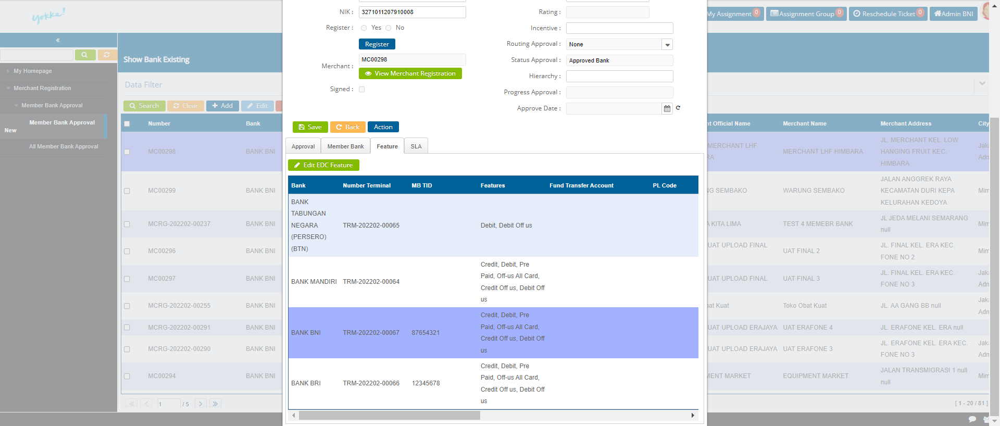 yokke!
My Assignment 0
Assignment Group 0
Reschedule Ticket 0
Admin BNI
«
My Homepage
Merchant Registration
Member Bank Approval
Member Bank Approval
New
All Member Bank Approval
Show Bank Existing
Data Filter
Search
Clear
Add
Edit
Number Bank
MC00298 BANK BNI
MC00299 BANK BNI
MCRG-202202-00237 BANK BNI
MC00296 BANK BNI
MC00297 BANK BNI
MCRG-202202-00255 BANK BNI
MCRG-202202-00291 BANK BNI
MCRG-202202-00290 BANK BNI
MC00294 BANK BNI
1 / 5
NIK : 3271011207910008
Register : Yes No
Register
Merchant : MC00298
View Merchant Registration
Signed :
Rating :
Incentive :
Routing Approval : None
Status Approval : Approved Bank
Hierarchy :
Progress Approval :
Approve Date :
Save
Back
Action
Approval
Member Bank
Feature
SLA
Edit EDC Feature
Bank Number Terminal MB TID Features Fund Transfer Account PL Code
BANK
TABUNGAN
NEGARA
(PERSERO)
(BTN)
TRM-202202-00065
Debit, Debit Off us
BANK MANDIRI TRM-202202-00064
Credit, Debit, Pre
Paid, Off-us All Card,
Credit Off us, Debit Off
us
BANK BNI TRM-202202-00067 87654321
Credit, Debit, Pre
Paid, Off-us All Card,
Credit Off us, Debit Off
us
BANK BRI TRM-202202-00066 12345678
Credit, Debit, Pre
Paid, Off-us All Card,
Credit Off us, Debit Off
us
Official Name Merchant Name Merchant Address City
MERCHANT LHF
MERCHANT LHF HIMBARA
JL. MERCHANT KEL. LOW
HANGING FRUIT KEC.
HIMBARA
SEMBAKO WARUNG SEMBAKO
JALAN ANGGREK RAYA
KECAMATAN DURI KEPA
KELURAHAN KEDOYA
KITA LIMA TEST 4 MEMEBR BANK
JL JEDA MELANI SEMARANG
null
UAT UPLOAD FINAL
UAT FINAL 2
JL. FINAL KEL. ERA KEC.
FONE NO 2
UAT UPLOAD FINAL
UAT FINAL 3
JL. FINAL KEL. ERA KEC.
FONE NO 3
Kuat Toko Obat Kuat JL. AA GANG BB null
UAT UPLOAD ERAJAYA UAT ERAFONE 4 JL. ERAFONE KEL. ERA null
UAT UPLOAD ERAJAYA UAT ERAFONE 3
JL. ERAFONE KEL. ERA KEC.
FONE NO 3
MARKET EQUIPMENT MARKET
JALAN TRANSMIGRASI 1 null
null
[ 1 - 20 / 81 ]